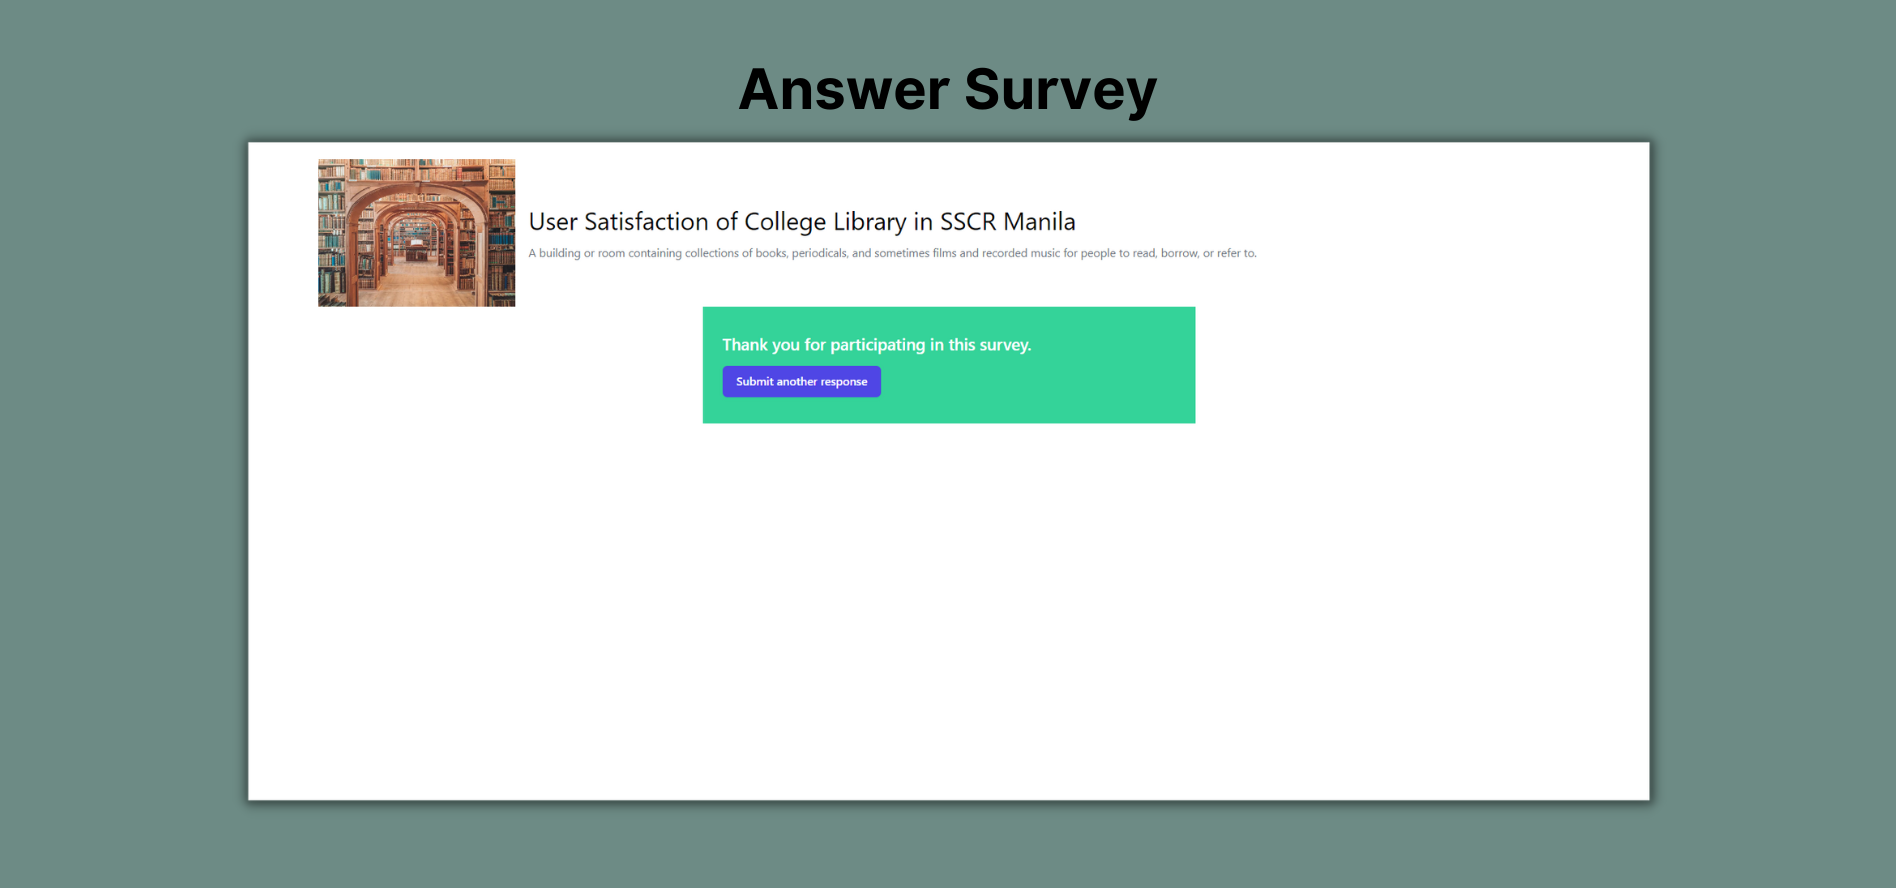 Answer Survey
User Satisfaction of College Library in SSCR Manila
A building or room containing collections of books, periodicals, and sometimes films and recorded music for people to read, borrow, or refer to.
Thank you for participating in this survey.
Submit another response